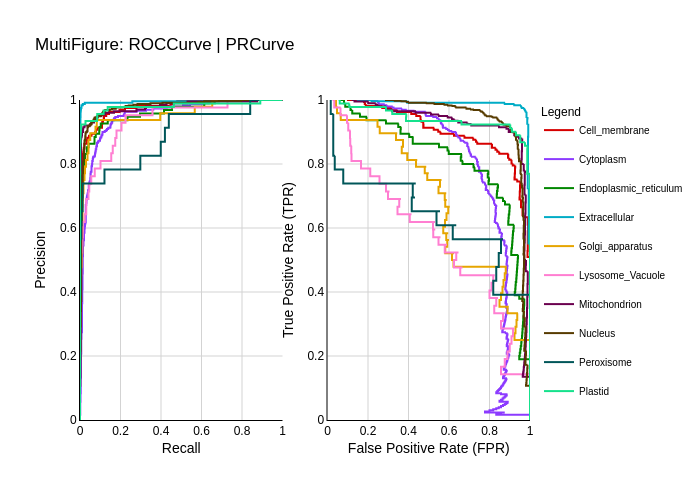 MultiFigure: ROCCurve | PRCurve
Precision
1
0.8
0.6
0.4
0.2
0
0
0.2
0.4
0.6
0.8
1
Recall
True Positive Rate (TPR)
1
0.8
0.6
0.4
0.2
0
0
0.2
0.4
0.6
0.8
1
False Positive Rate (FPR)
Legend
Cell_membrane
Cytoplasm
Endoplasmic_reticulum
Extracellular
Golgi_apparatus
Lysosome_Vacuole
Mitochondrion
Nucleus
Peroxisome
Plastid